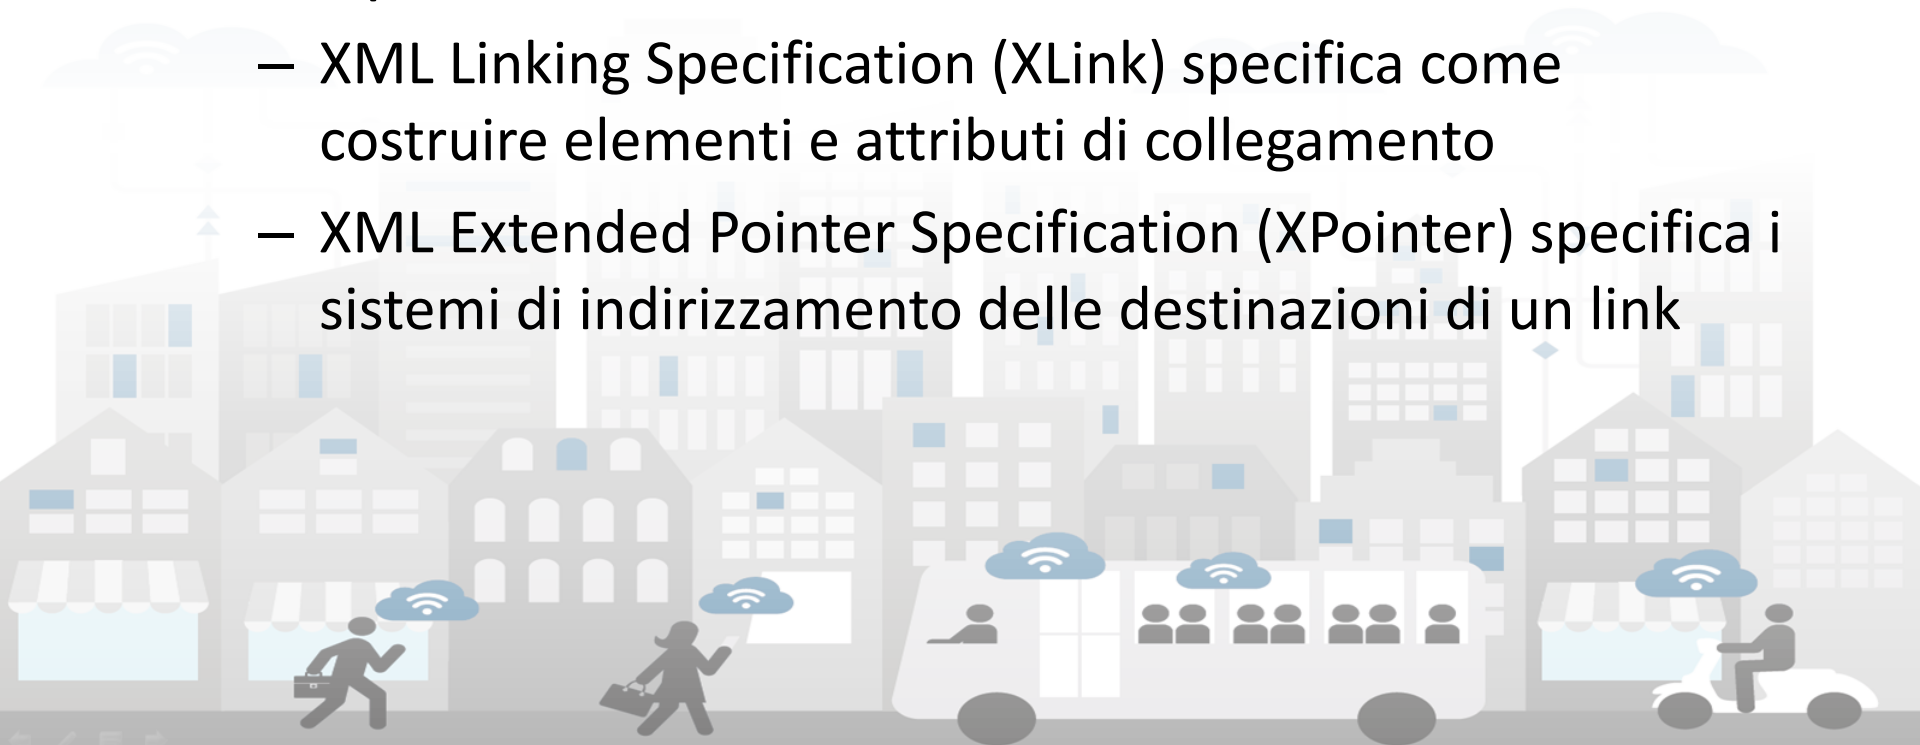 – XML Linking Specification (XLink) specifica come
costruire elementi e attributi di collegamento
– XML Extended Pointer Specification (XPointer) specifica i
sistemi di indirizzamento delle destinazioni di un link